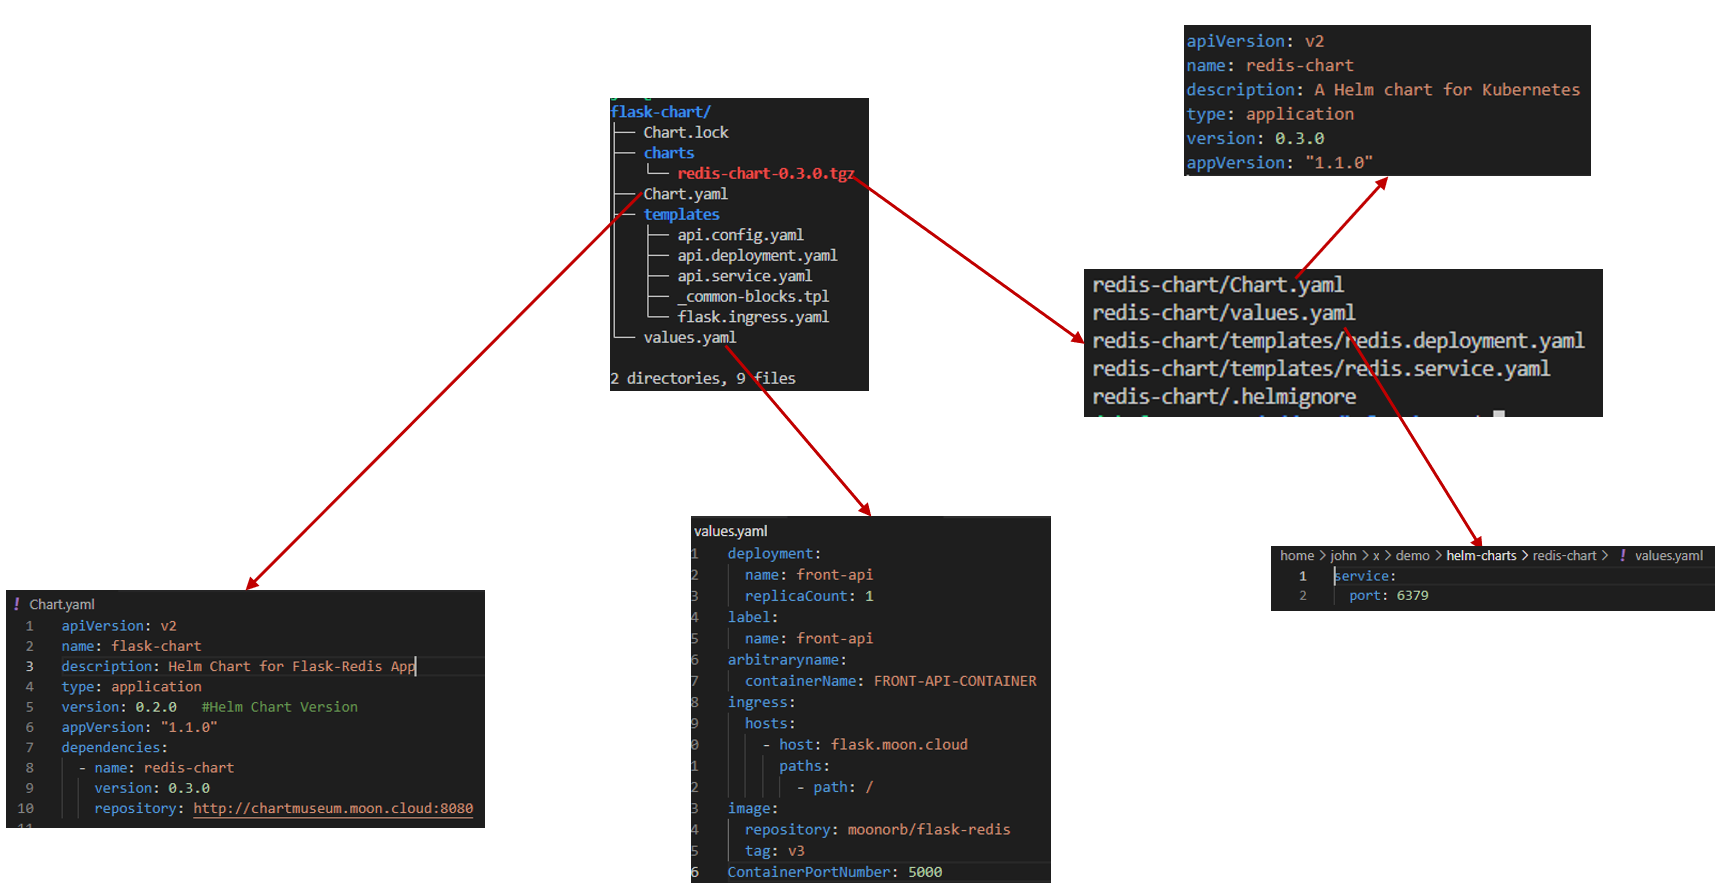 flask-chart/
├── Chart.lock
├── charts
│   └── redis-chart-0.3.0.tgz
├── Chart.yaml
├── templates
│   ├── api.config.yaml
│   ├── api.deployment.yaml
│   ├── api.service.yaml
│   ├── _common-blocks.tpl
│   └── flask.ingress.yaml
└── values.yaml
2 directories, 9 files
apiVersion: v2
name: redis-chart
description: A Helm chart for Kubernetes
type: application
version: 0.3.0
appVersion: "1.1.0"
redis-chart/Chart.yaml
redis-chart/values.yaml
redis-chart/templates/redis.deployment.yaml
redis-chart/templates/redis.service.yaml
redis-chart/.helmignore
! Chart.yaml
1 apiVersion: v2
2 name: flask-chart
3 description: Helm Chart for Flask-Redis App
4 type: application
5 version: 0.2.0 #Helm Chart Version
6 appVersion: "1.1.0"
7 dependencies:
8 - name: redis-chart
9 version: 0.3.0
10 repository: http://chartmuseum.moon.cloud:8080
11
values.yaml
1 deployment:
2 name: front-api
3 replicaCount: 1
4 label:
5 name: front-api
6 arbitraryname:
7 containerName: FRONT-API-CONTAINER
8 ingress:
9 hosts:
0 - host: flask.moon.cloud
1 paths:
2 - path: /
3 image:
4 repository: moonorb/flask-redis
5 tag: v3
6 ContainerPortNumber: 5000
home > john > x > demo > helm-charts > redis-chart > ! values.yaml
1 service:
2 port: 6379